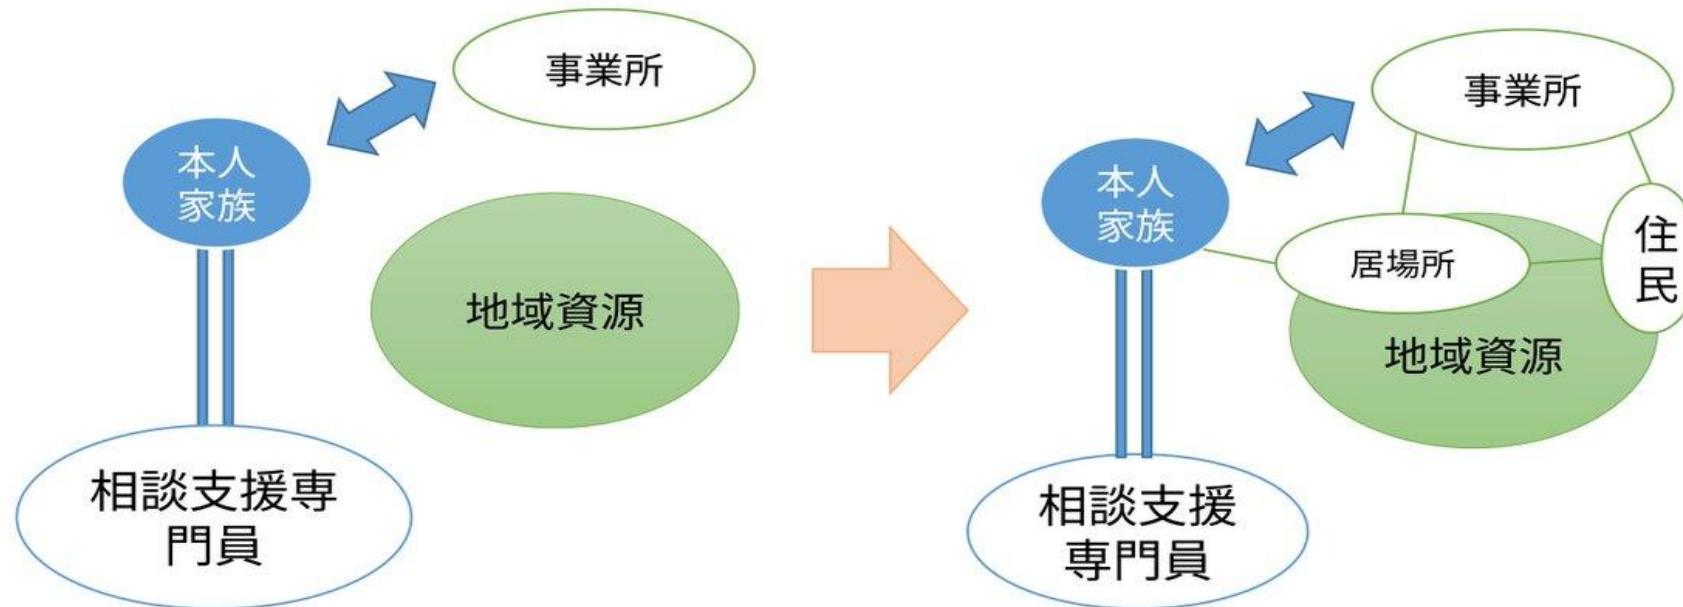 事業所
本人
家族
地域資源
相談支援専
門員
事業所
本人
家族
居場所
住
民
地域資源
相談支援
専門員